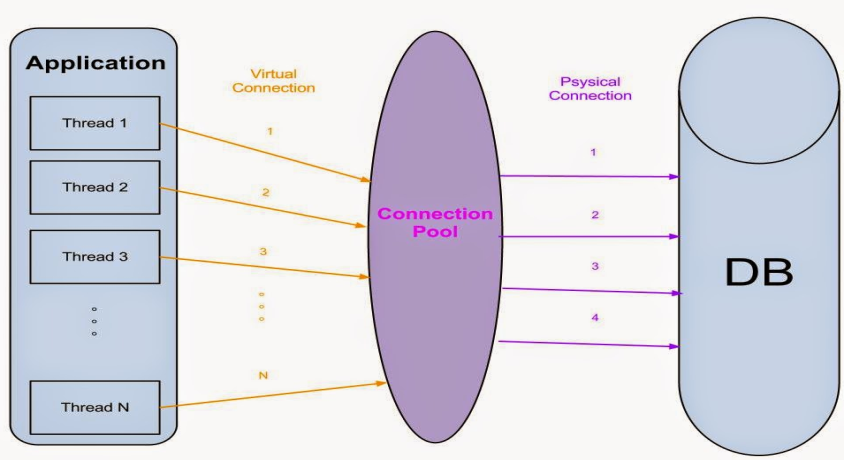 Application
Thread 1
Thread 2
Thread 3
Thread N
Virtual
Connection
1
2
3
N
Connection
Pool
Psysical
Connection
1
2
3
4
DB